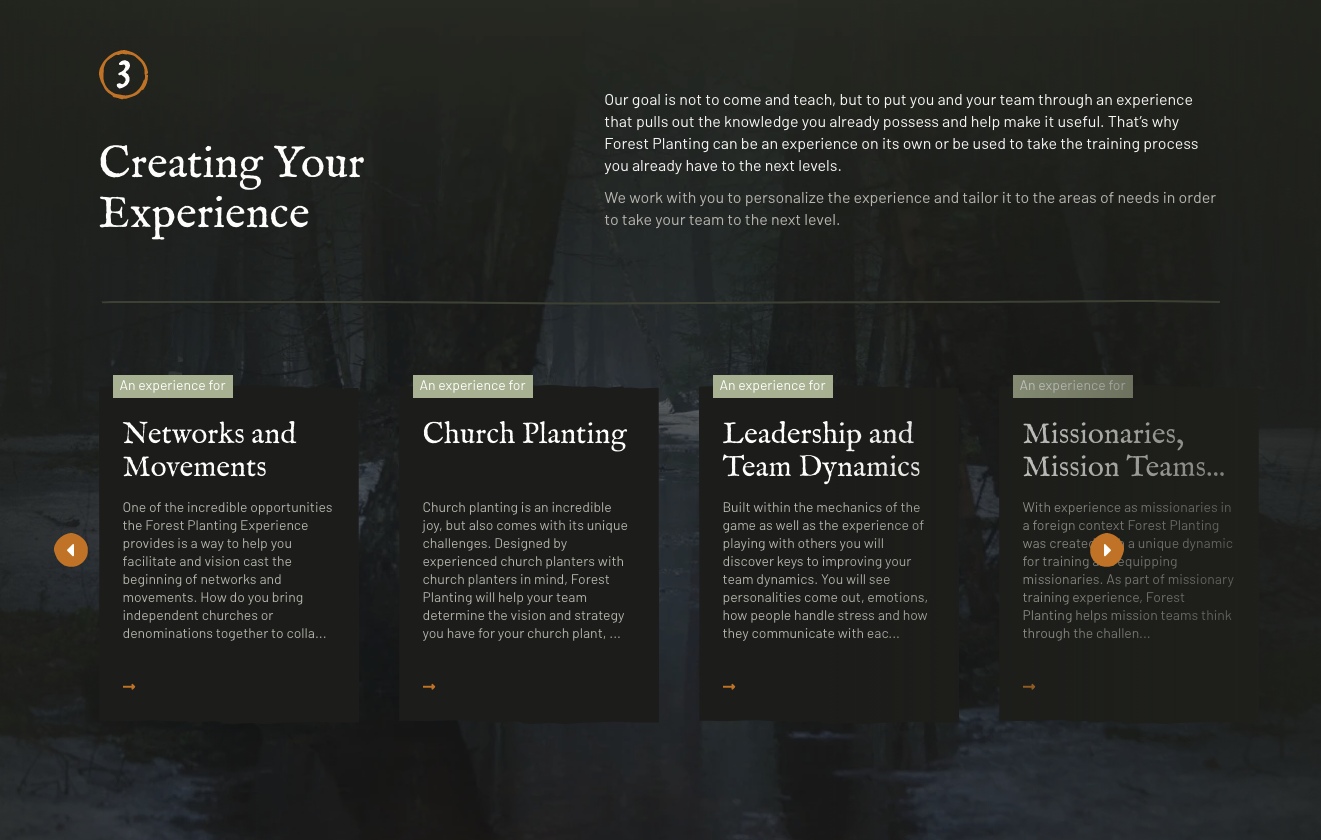 3
Creating Your
Experience
Our goal is not to come and teach, but to put you and your team through an experience
that pulls out the knowledge you already possess and help make it useful. That's why
Forest Planting can be an experience on its own or be used to take the training process
you already have to the next levels.
We work with you to personalize the experience and tailor it to the areas of needs in order
to take your team to the next level.
An experience for
Networks and
Movements
One of the incredible opportunities
the Forest Planting Experience
provides is a way to help you
facilitate and vision cast the
beginning of networks and
movements. How do you bring
independent churches or
denominations together to colla...
An experience for
Church Planting
Church planting is an incredible
joy, but also comes with its unique
challenges. Designed by
experienced church planters with
church planters in mind, Forest
Planting will help your team
determine the vision and strategy
you have for your church plant, ...
An experience for
Leadership and
Team Dynamics
Built within the mechanics of the
game as well as the experience of
playing with others you will
discover keys to improving your
team dynamics. You will see
personalities come out, emotions,
how people handle stress and how
they communicate with eac...
An experience for
Missionaries,
Mission Teams...
With experience as missionaries in
a foreign context Forest Planting
was created a unique dynamic
for training equipping
missionaries. As part of missionary
training experience, Forest
Planting helps mission teams think
through the challen...